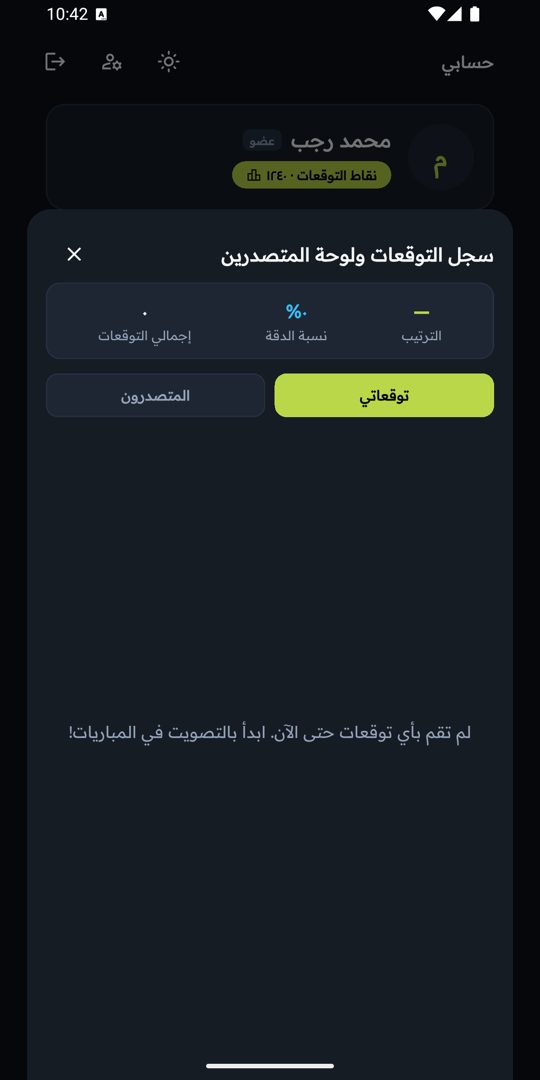 10:42
حسابي
محمد رجب عضو
م
نقاط التوقعات · ١٢٤٠٠
سجل التوقعات ولوحة المتصدرين
— ٠% ٠
الترتيب نسبة الدقة إجمالي التوقعات
توقعاتي المتصدرون
لم تقم بأي توقعات حتى الآن. ابدأ بالتصويت في المباريات!